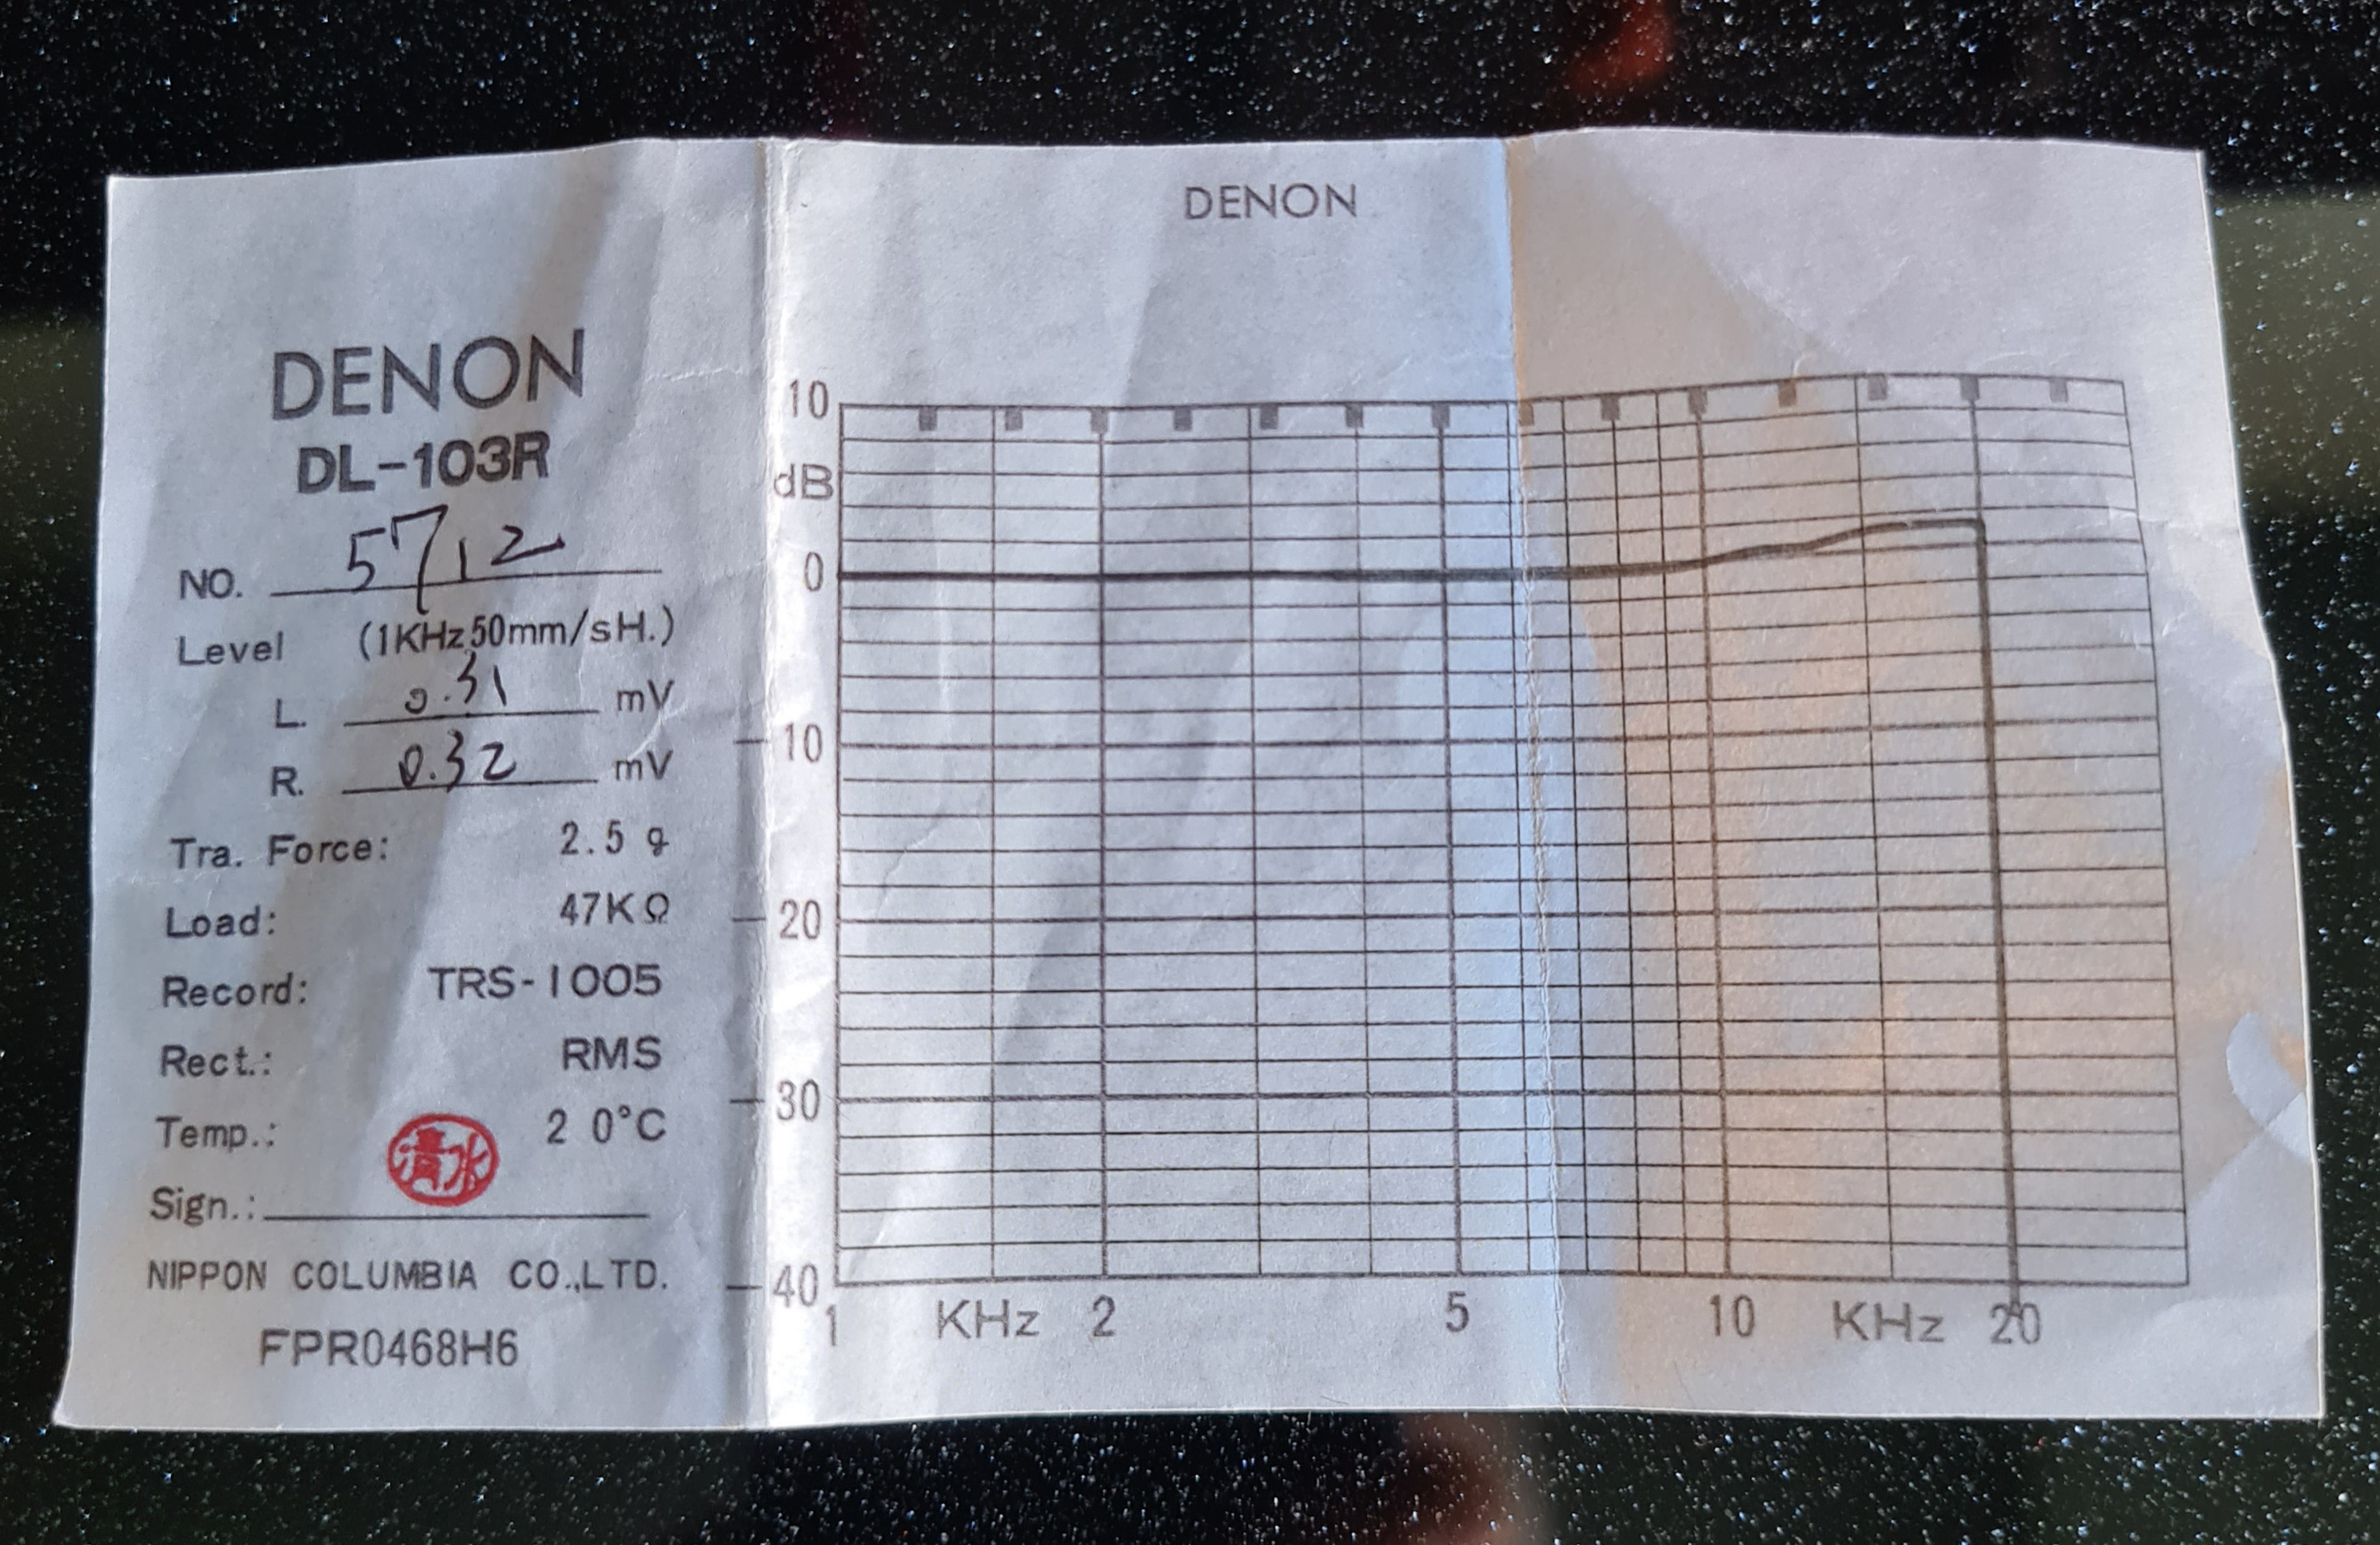 DENON
DL-103R
NO. 5712
Level (1KHz 50mm/sH.)
L. 0.31 mV
R. 0.32 mV
Tra. Force: 2.5 g
Load: 47KΩ
Record: TRS-1005
Rect.: RMS
Temp.: 20°C
清水
Sign.:
NIPPON COLUMBIA CO.,LTD.
FPR0468H6
DENON
10
dB
0
-10
-20
-30
-40
1 KHz 2 5 10 KHz 20